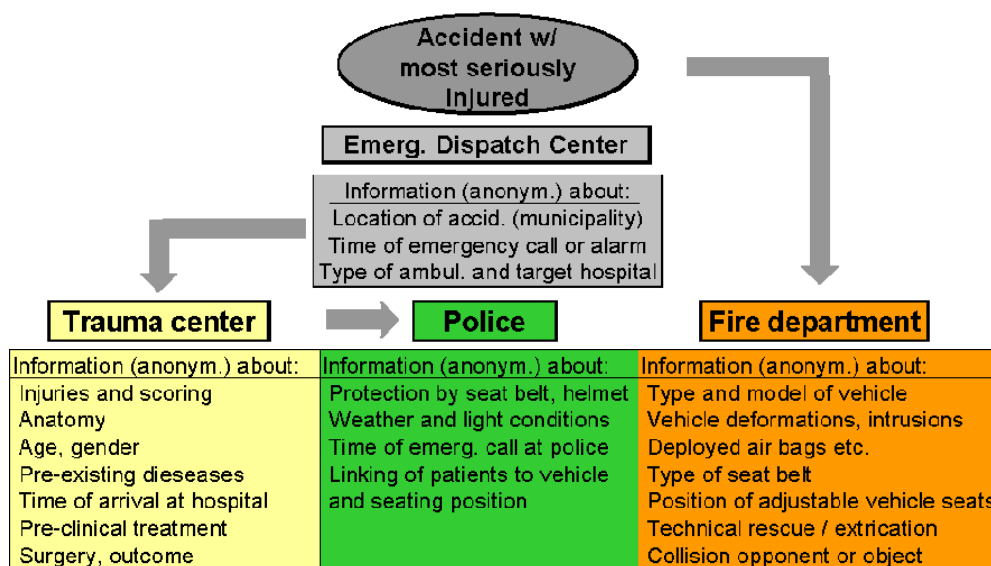 Accident w/
most seriously
Injured
Emerg. Dispatch Center
Information (anonym.) about:
Location of accid. (municipality)
Time of emergency call or alarm
Type of ambul. and target hospital
Trauma center
Information (anonym.) about:
Injuries and scoring
Anatomy
Age, gender
Pre-existing dieseases
Time of arrival at hospital
Pre-clinical treatment
Surgery, outcome
Police
Information (anonym.) about:
Protection by seat belt, helmet
Weather and light conditions
Time of emerg. call at police
Linking of patients to vehicle
and seating position
Fire department
Information (anonym.) about:
Type and model of vehicle
Vehicle deformations, intrusions
Deployed air bags etc.
Type of seat belt
Position of adjustable vehicle seats
Technical rescue / extrication
Collision opponent or object